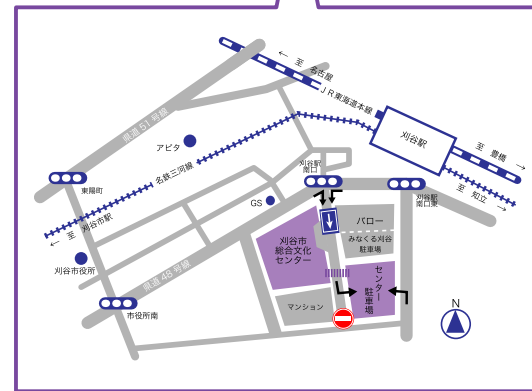 ← 至 名古屋
JR東海道本線
刈谷駅
至 豊橋 →
至 知立 →
県道51号線
アピタ
名鉄三河線
東陽町
← 至 刈谷市駅
刈谷市役所
GS
刈谷駅
南口
刈谷駅
南口東
バロー
みなくる刈谷
駐車場
刈谷市
総合文化
センター
センター
駐車場
マンション
県道48号線
市役所南
N